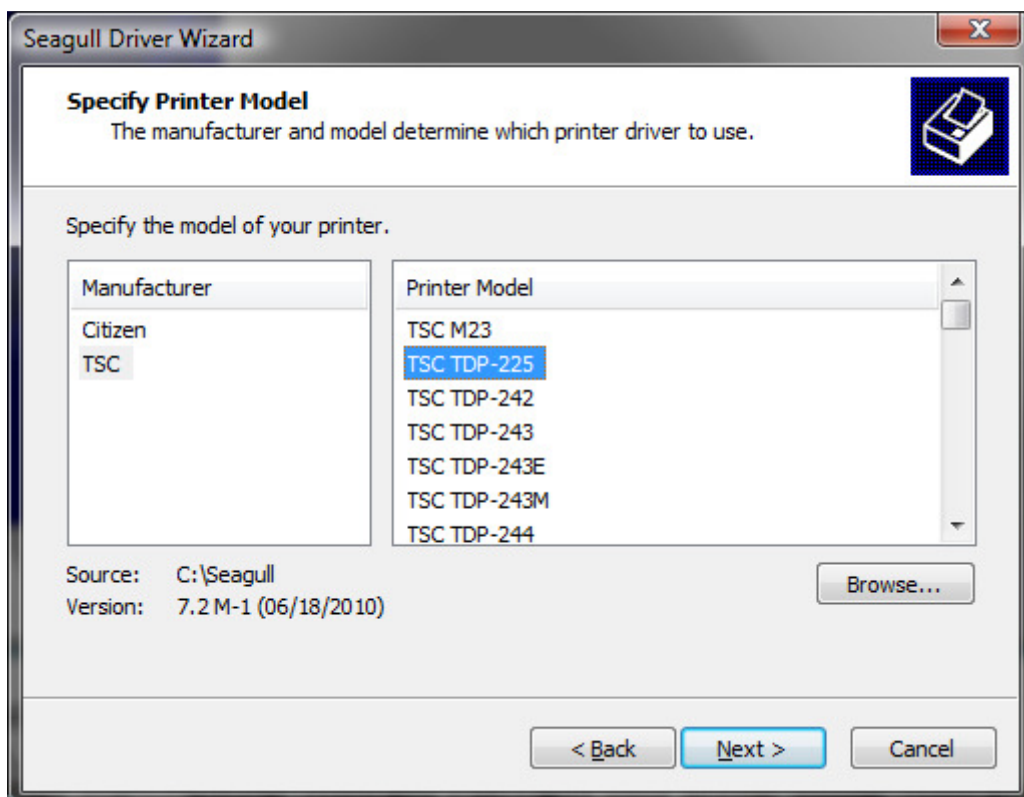 Seagull Driver Wizard
Specify Printer Model
The manufacturer and model determine which printer driver to use.
Specify the model of your printer.
Manufacturer
Citizen
TSC
Printer Model
TSC M23
TSC TDP-225
TSC TDP-242
TSC TDP-243
TSC TDP-243E
TSC TDP-243M
TSC TDP-244
Source: C:\Seagull
Version: 7.2 M-1 (06/18/2010)
Browse...
< Back
Next >
Cancel